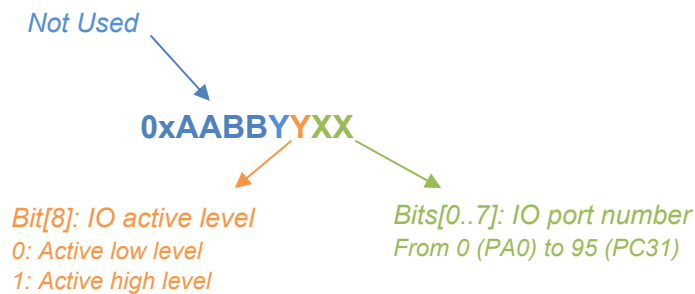 Not Used
0xAABBYYXX
Bit[8]: IO active level
0: Active low level
1: Active high level
Bits[0..7]: IO port number
From 0 (PA0) to 95 (PC31)